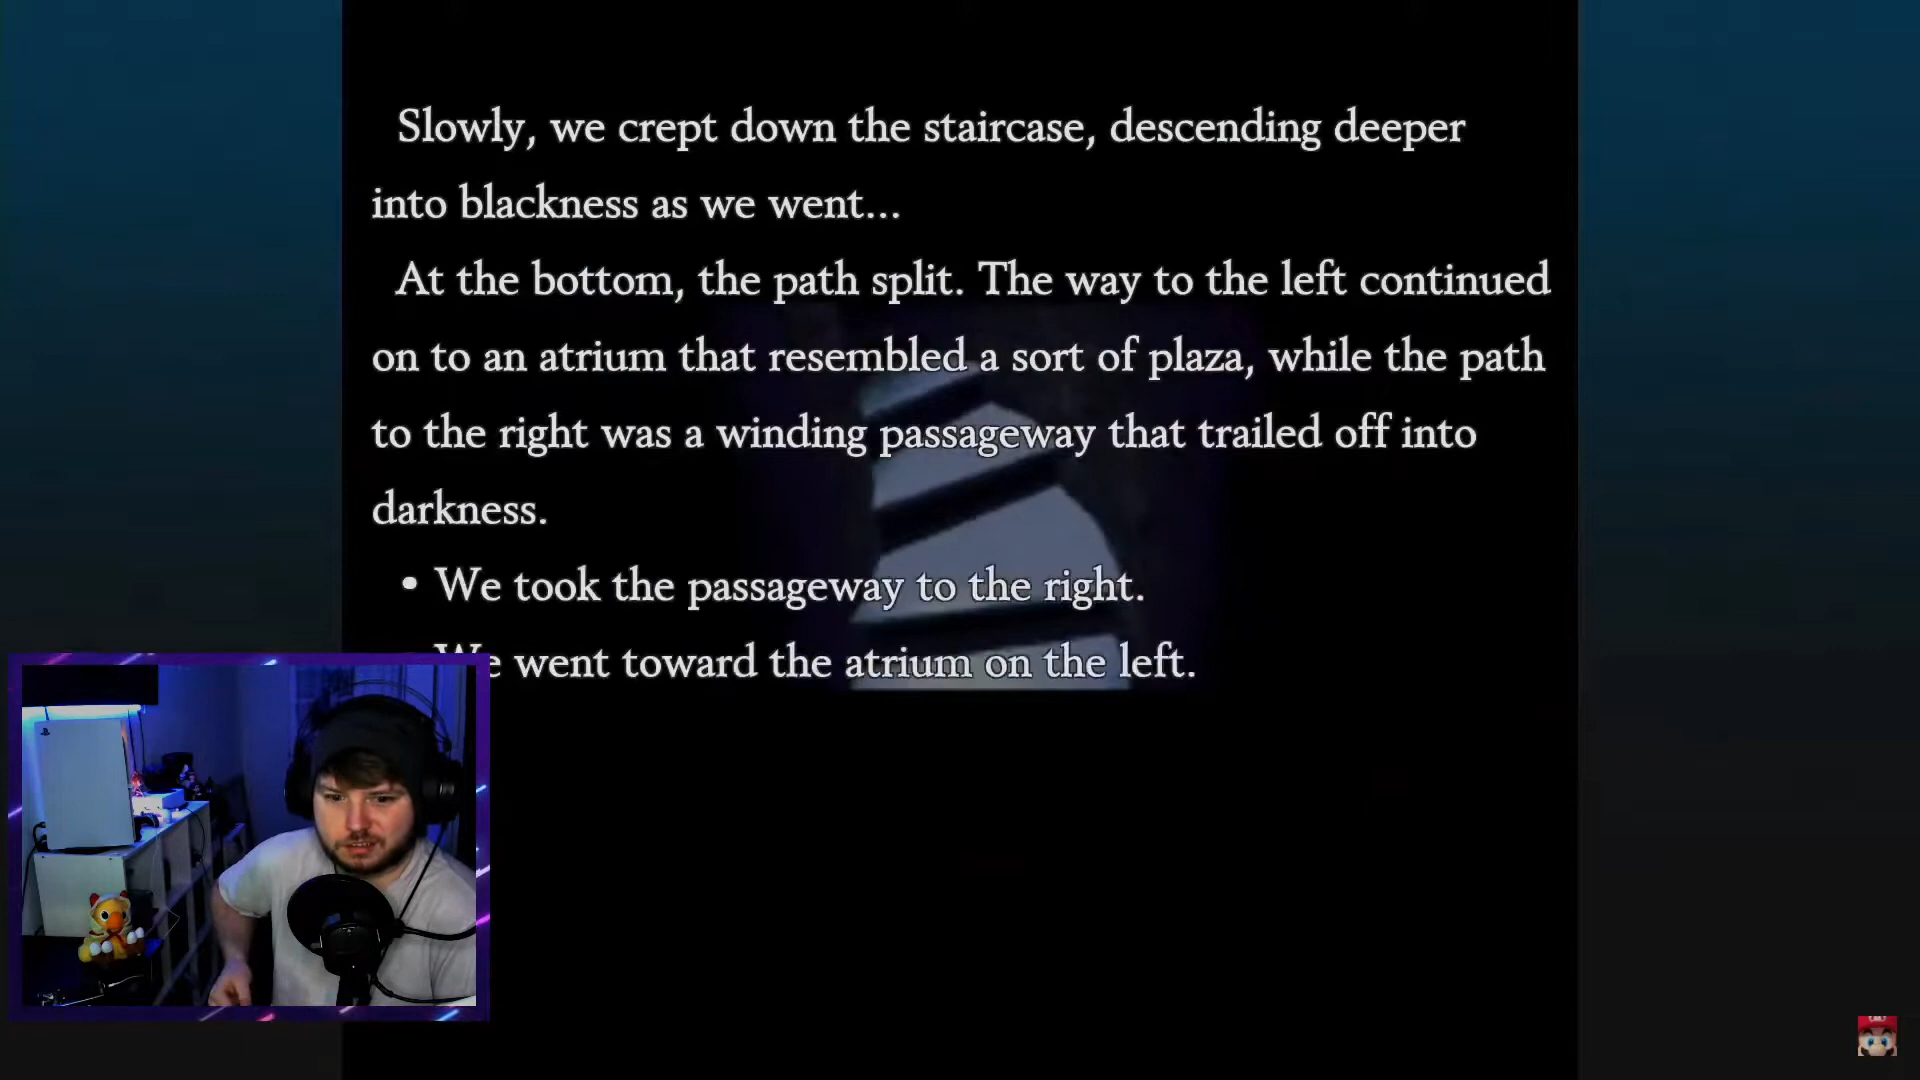 Slowly, we crept down the staircase, descending deeper
into blackness as we went...
At the bottom, the path split. The way to the left continued
on to an atrium that resembled a sort of plaza, while the path
to the right was a winding passageway that trailed off into
darkness.
• We took the passageway to the right.
We went toward the atrium on the left.